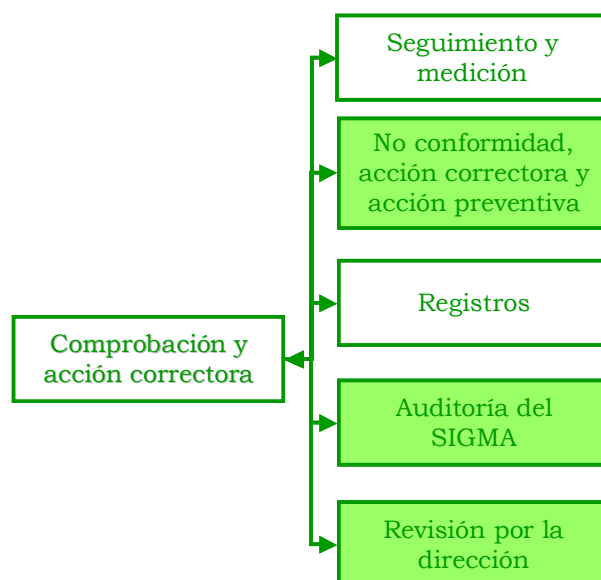 Seguimiento y
medición
No conformidad,
acción correctora y
acción preventiva
Registros
Comprobación y
acción correctora
Auditoría del
SIGMA
Revisión por la
dirección